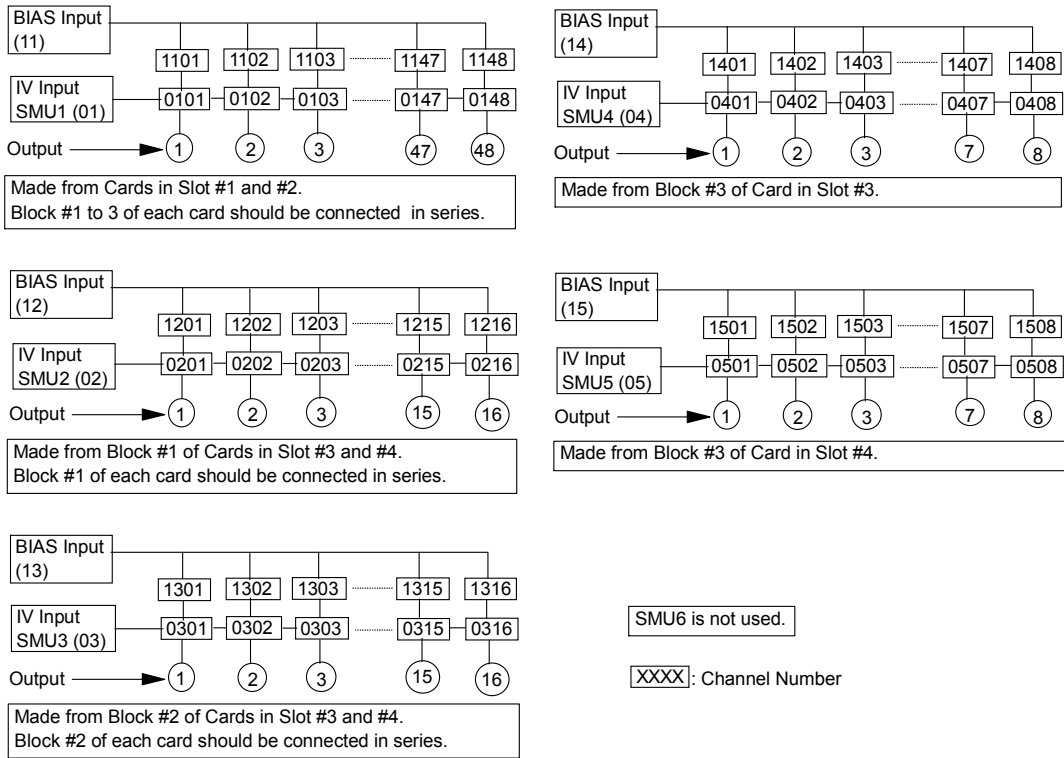 BIAS Input
(11)
1101 1102 1103 1147 1148
IV Input
SMU1 (01)
0101 0102 0103 0147 0148
Output 1 2 3 47 48
Made from Cards in Slot #1 and #2.
Block #1 to 3 of each card should be connected in series.
BIAS Input
(12)
1201 1202 1203 1215 1216
IV Input
SMU2 (02)
0201 0202 0203 0215 0216
Output 1 2 3 15 16
Made from Block #1 of Cards in Slot #3 and #4.
Block #1 of each card should be connected in series.
BIAS Input
(13)
1301 1302 1303 1315 1316
IV Input
SMU3 (03)
0301 0302 0303 0315 0316
Output 1 2 3 15 16
Made from Block #2 of Cards in Slot #3 and #4.
Block #2 of each card should be connected in series.
BIAS Input
(14)
1401 1402 1403 1407 1408
IV Input
SMU4 (04)
0401 0402 0403 0407 0408
Output 1 2 3 7 8
Made from Block #3 of Card in Slot #3.
BIAS Input
(15)
1501 1502 1503 1507 1508
IV Input
SMU5 (05)
0501 0502 0503 0507 0508
Output 1 2 3 7 8
Made from Block #3 of Card in Slot #4.
SMU6 is not used.
XXXX : Channel Number